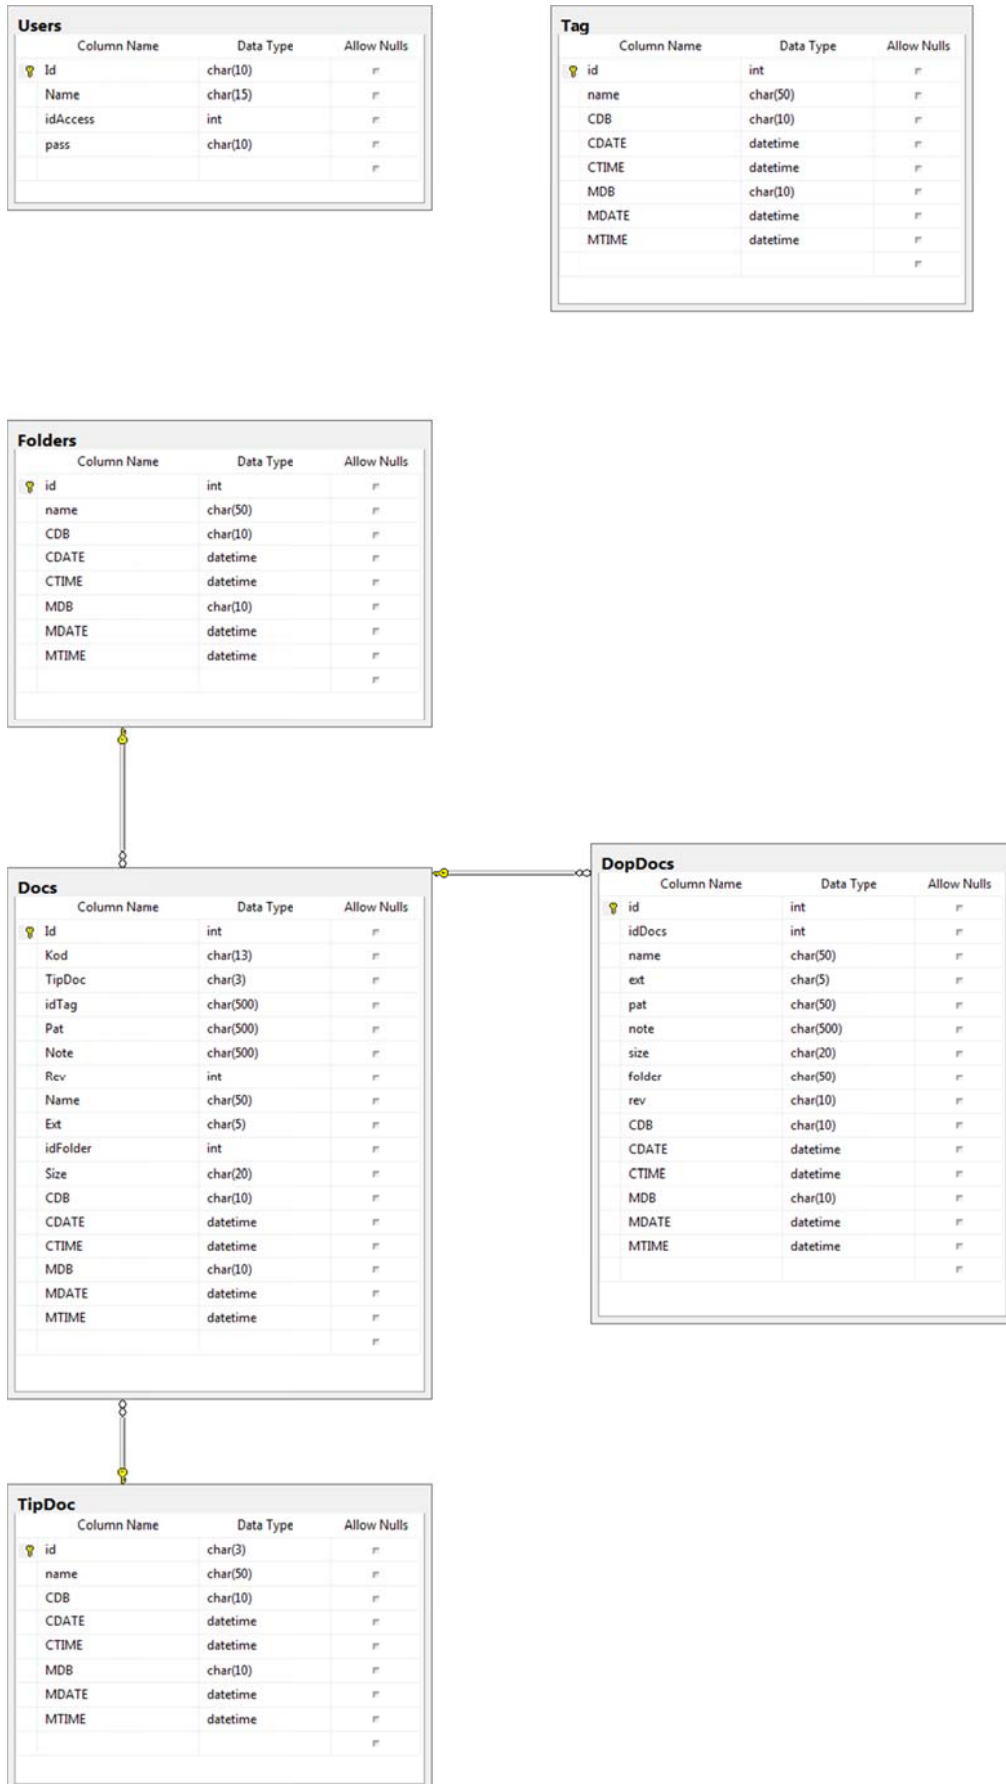 Users
Column Name Data Type Allow Nulls
Id char(10)
Name char(15)
idAccess int
pass char(10)
Tag
Column Name Data Type Allow Nulls
id int
name char(50)
CDB char(10)
CDATE datetime
CTIME datetime
MDB char(10)
MDATE datetime
MTIME datetime
Folders
Column Name Data Type Allow Nulls
id int
name char(50)
CDB char(10)
CDATE datetime
CTIME datetime
MDB char(10)
MDATE datetime
MTIME datetime
Docs
Column Name Data Type Allow Nulls
Id int
Kod char(13)
TipDoc char(3)
idTag char(500)
Pat char(500)
Note char(500)
Rev int
Name char(50)
Ext char(5)
idFolder int
Size char(20)
CDB char(10)
CDATE datetime
CTIME datetime
MDB char(10)
MDATE datetime
MTIME datetime
DopDocs
Column Name Data Type Allow Nulls
id int
idDocs int
name char(50)
ext char(5)
pat char(50)
note char(500)
size char(20)
folder char(50)
rev char(10)
CDB char(10)
CDATE datetime
CTIME datetime
MDB char(10)
MDATE datetime
MTIME datetime
TipDoc
Column Name Data Type Allow Nulls
id char(3)
name char(50)
CDB char(10)
CDATE datetime
CTIME datetime
MDB char(10)
MDATE datetime
MTIME datetime